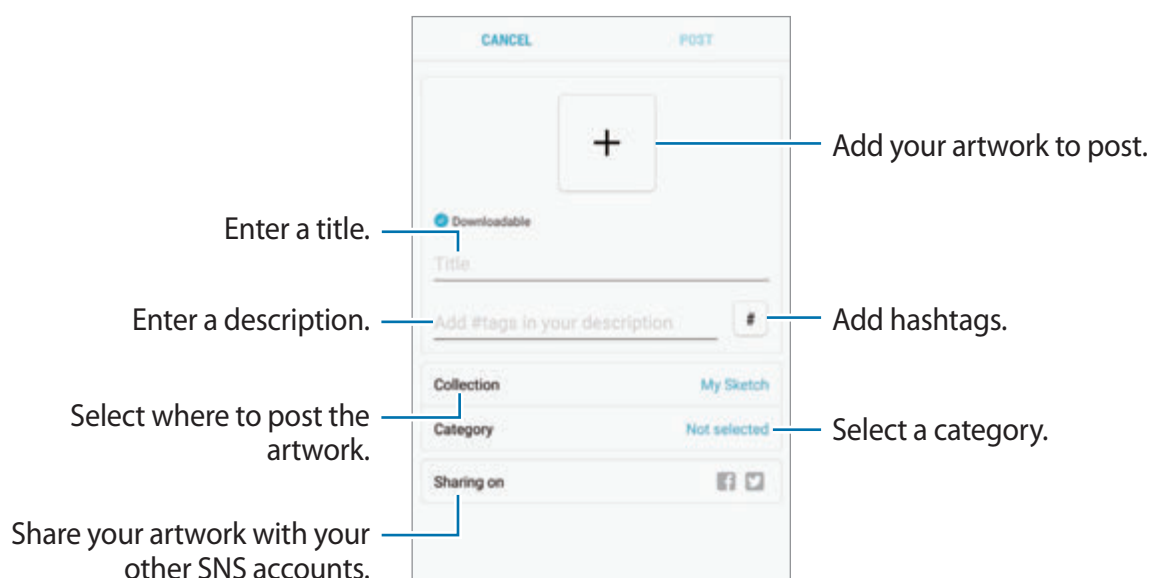 CANCEL POST
+
Add your artwork to post.
Downloadable
Enter a title.
Title
Enter a description.
Add #tags in your description
#
Add hashtags.
Collection My Sketch
Select where to post the
artwork.
Category Not selected
Select a category.
Sharing on
Share your artwork with your
other SNS accounts.